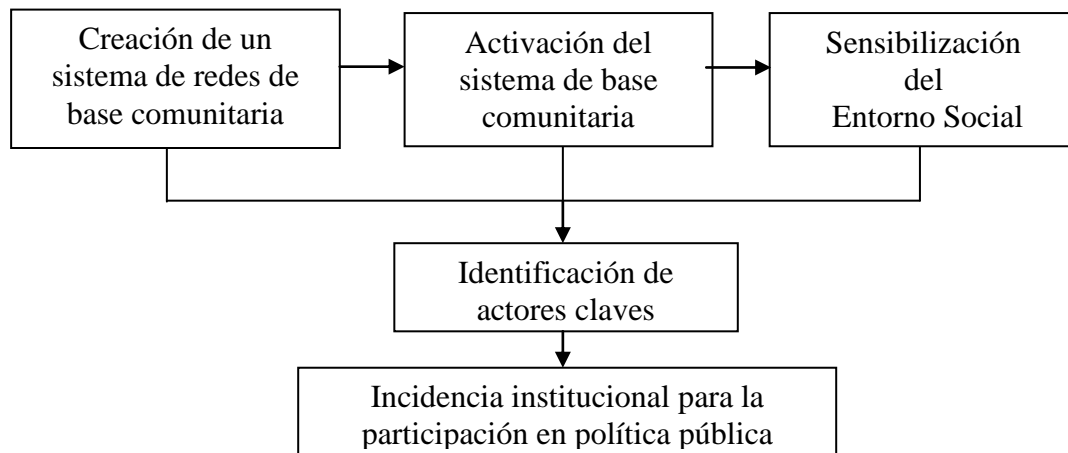 Creación de un
sistema de redes de
base comunitaria
Activación del
sistema de base
comunitaria
Sensibilización
del
Entorno Social
Identificación de
actores claves
Incidencia institucional para la
participación en política pública